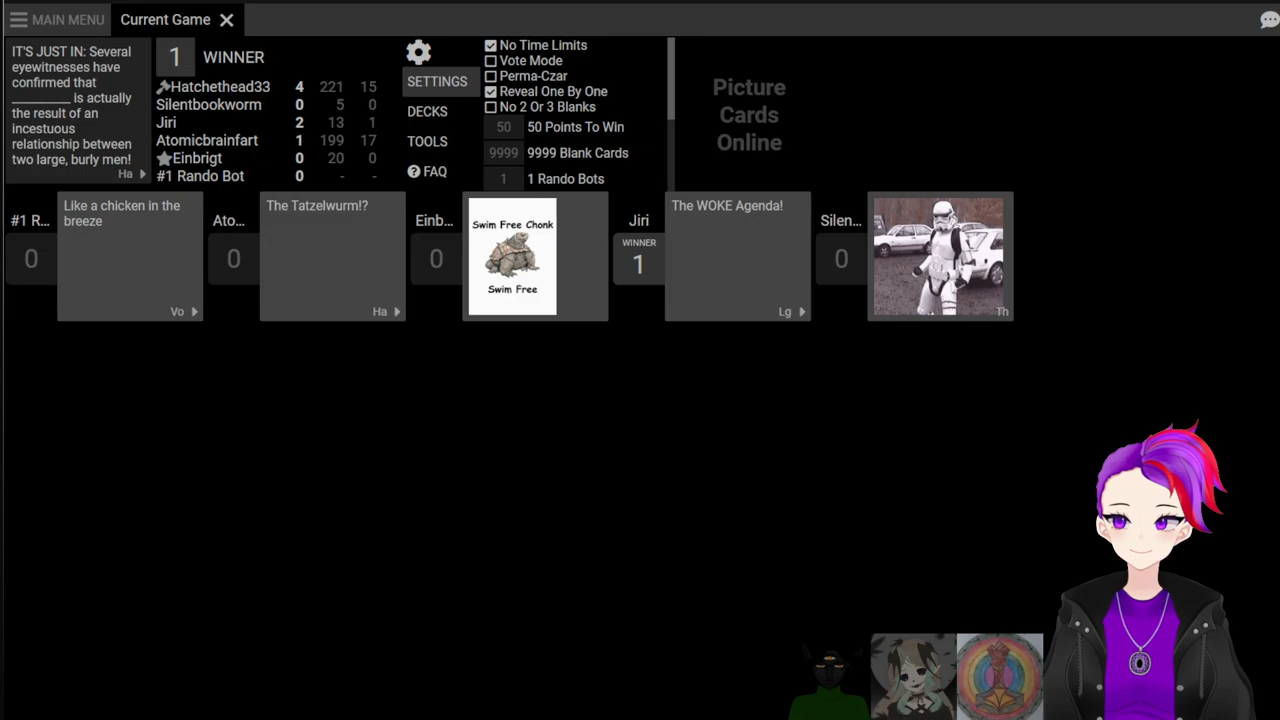 MAIN MENU
Current Game
IT'S JUST IN: Several
eyewitnesses have
confirmed that
__________ is actually
the result of an
incestuous
relationship between
two large, burly men!
Ha
1 WINNER
Hatchethead33 4 221 15
Silentbookworm 0 5 0
Jiri 2 13 1
Atomicbrainfart 1 199 17
Einbrigt 0 20 0
#1 Rando Bot 0 - -
SETTINGS
DECKS
TOOLS
FAQ
No Time Limits
Vote Mode
Perma-Czar
Reveal One By One
No 2 Or 3 Blanks
50 50 Points To Win
9999 9999 Blank Cards
1 1 Rando Bots
Picture
Cards
Online
#1 R...
0
Like a chicken in the
breeze
Vo
Ato...
0
The Tatzelwurm!?
Ha
Einb...
0
Swim Free Chonk
Swim Free
Jiri
WINNER
1
The WOKE Agenda!
Lg
Silen...
0
Th